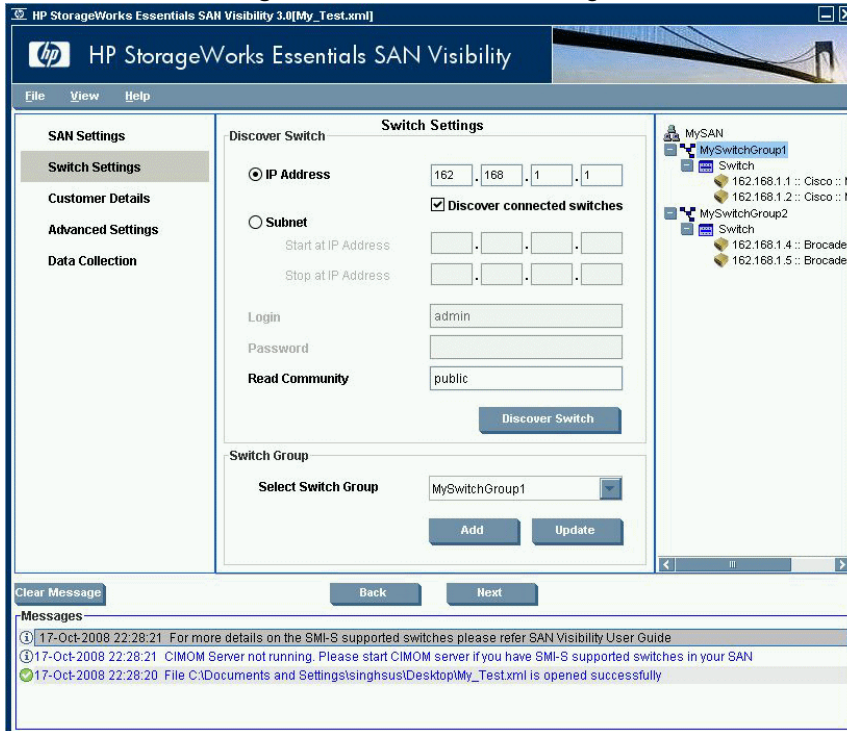 HP StorageWorks Essentials SAN Visibility 3.0[My_Test.xml]
hp HP StorageWorks Essentials SAN Visibility
File View Help
SAN Settings
Switch Settings
Customer Details
Advanced Settings
Data Collection
Switch Settings
Discover Switch
IP Address 162 . 168 . 1 . 1
Discover connected switches
Subnet
Start at IP Address . . .
Stop at IP Address . . .
Login admin
Password
Read Community public
Discover Switch
Switch Group
Select Switch Group MySwitchGroup1
Add Update
MySAN
MySwitchGroup1
Switch
162.168.1.1 :: Cisco ::
162.168.1.2 :: Cisco ::
MySwitchGroup2
Switch
162.168.1.4 :: Brocade
162.168.1.5 :: Brocade
Clear Message Back Next
Messages
17-Oct-2008 22:28:21 For more details on the SMI-S supported switches please refer SAN Visibility User Guide
17-Oct-2008 22:28:21 CIMOM Server not running. Please start CIMOM server if you have SMI-S supported switches in your SAN
17-Oct-2008 22:28:20 File C:\Documents and Settings\singhsus\Desktop\My_Test.xml is opened successfully